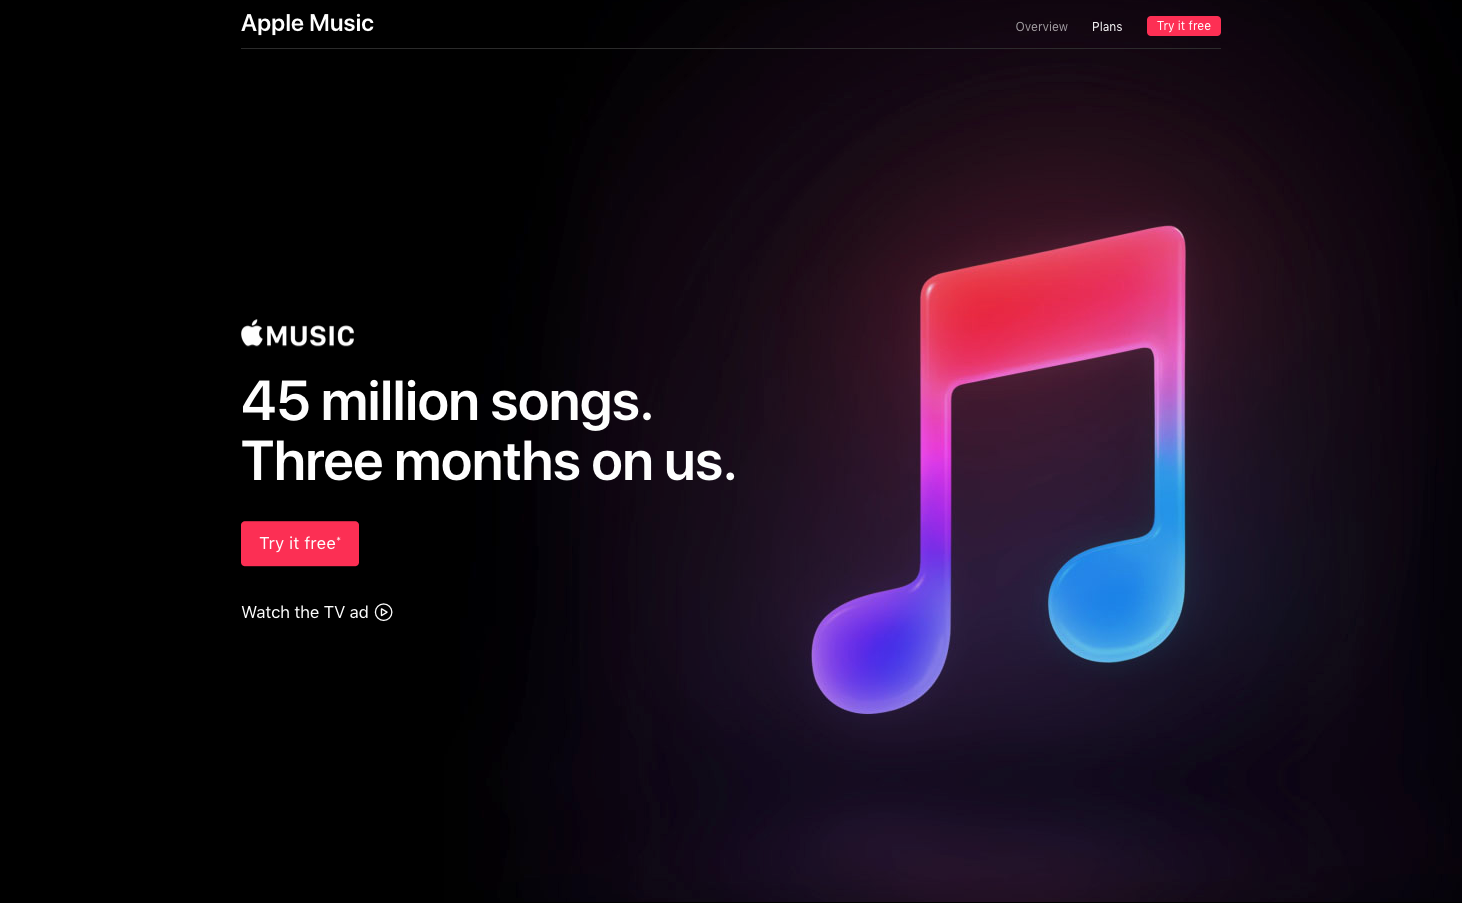 Apple Music
Overview Plans Try it free
MUSIC
45 million songs.
Three months on us.
Try it free*
Watch the TV ad